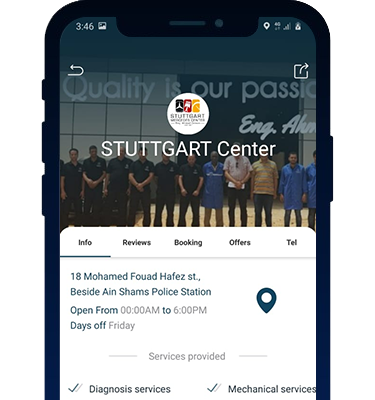 3:46
Quality is our passio
Eng. Ahm
STUTTGART
STUTTGART Center
Info Reviews Booking Offers Tel
18 Mohamed Fouad Hafez st.,
Beside Ain Shams Police Station
Open From 00:00AM to 6:00PM
Days off Friday
Services provided
Diagnosis services Mechanical services